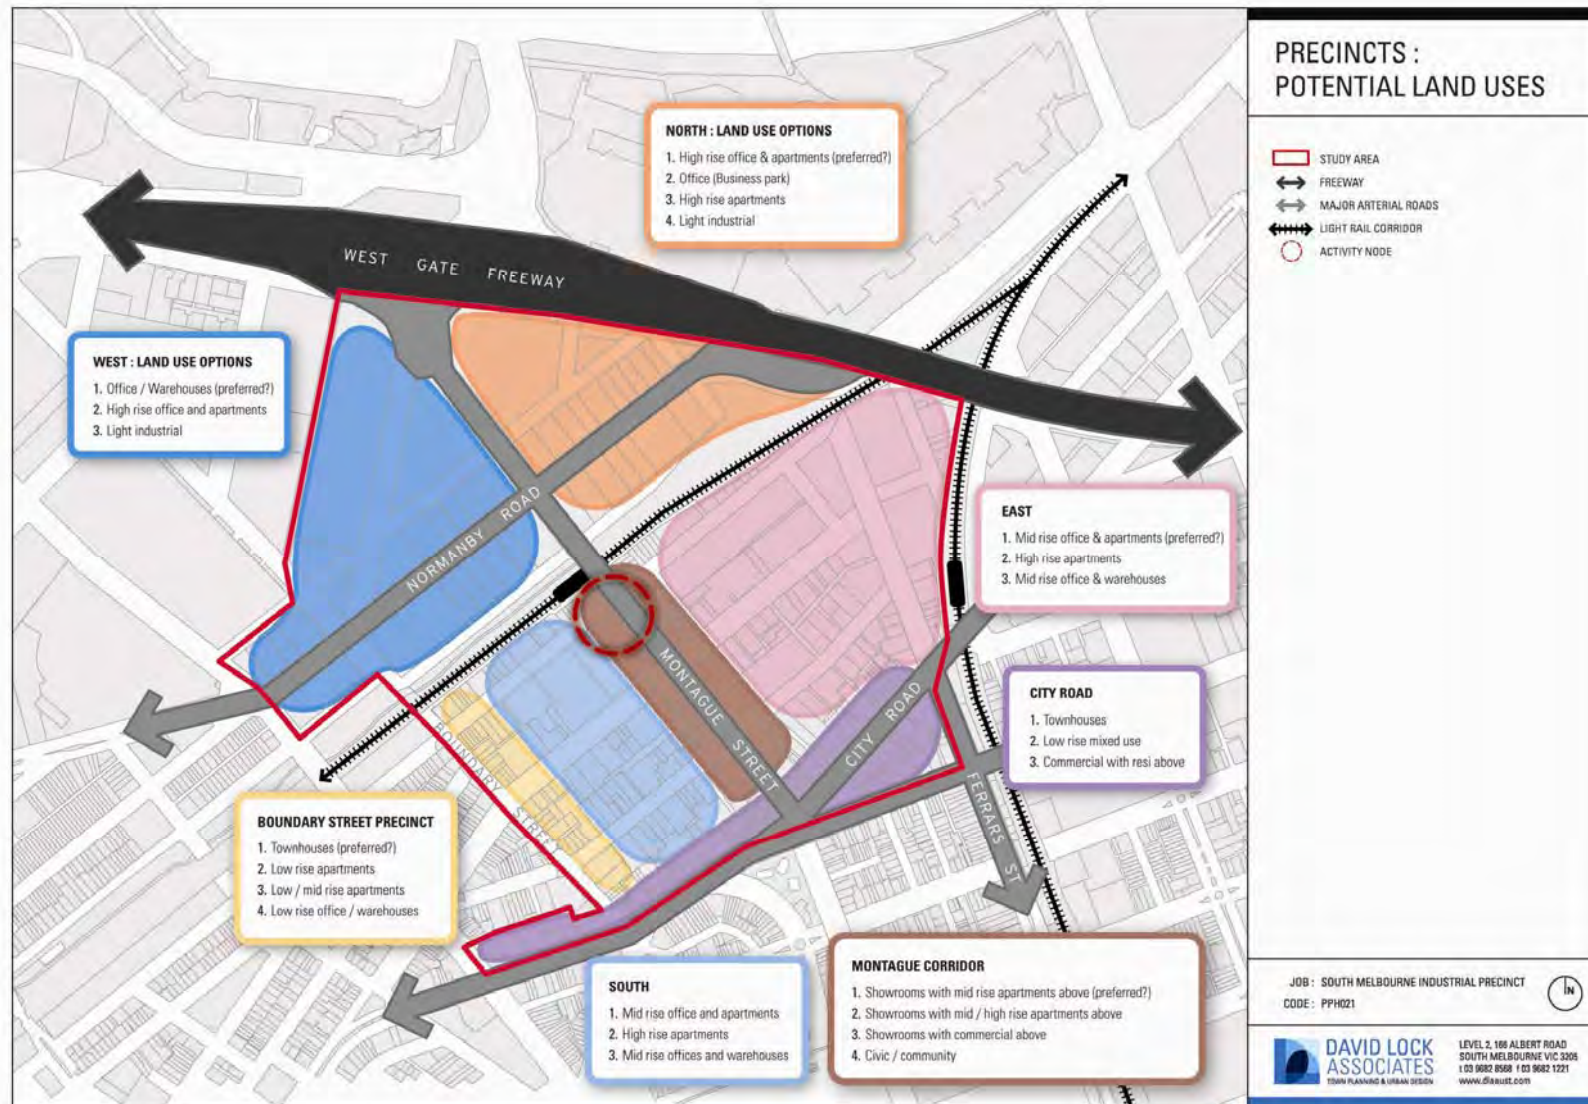 PRECINCTS :
POTENTIAL LAND USES
STUDY AREA
FREEWAY
MAJOR ARTERIAL ROADS
LIGHT RAIL CORRIDOR
ACTIVITY NODE
NORTH : LAND USE OPTIONS
1. High rise office & apartments (preferred?)
2. Office (Business park)
3. High rise apartments
4. Light industrial
WEST GATE FREEWAY
WEST : LAND USE OPTIONS
1. Office / Warehouses (preferred?)
2. High rise office and apartments
3. Light industrial
NORMANBY ROAD
EAST
1. Mid rise office & apartments (preferred?)
2. High rise apartments
3. Mid rise office & warehouses
MONTAGUE STREET
CITY ROAD
CITY ROAD
1. Townhouses
2. Low rise mixed use
3. Commercial with resi above
BOUNDARY STREET
FERRARS ST
BOUNDARY STREET PRECINCT
1. Townhouses (preferred?)
2. Low rise apartments
3. Low / mid rise apartments
4. Low rise office / warehouses
SOUTH
1. Mid rise office and apartments
2. High rise apartments
3. Mid rise offices and warehouses
MONTAGUE CORRIDOR
1. Showrooms with mid rise apartments above (preferred?)
2. Showrooms with mid / high rise apartments above
3. Showrooms with commercial above
4. Civic / community
JOB : SOUTH MELBOURNE INDUSTRIAL PRECINCT
CODE : PPH021
N
DAVID LOCK
ASSOCIATES
TOWN PLANNING & URBAN DESIGN
LEVEL 2, 166 ALBERT ROAD
SOUTH MELBOURNE VIC 3205
t 03 9682 8568 f 03 9682 1221
www.dlaaust.com